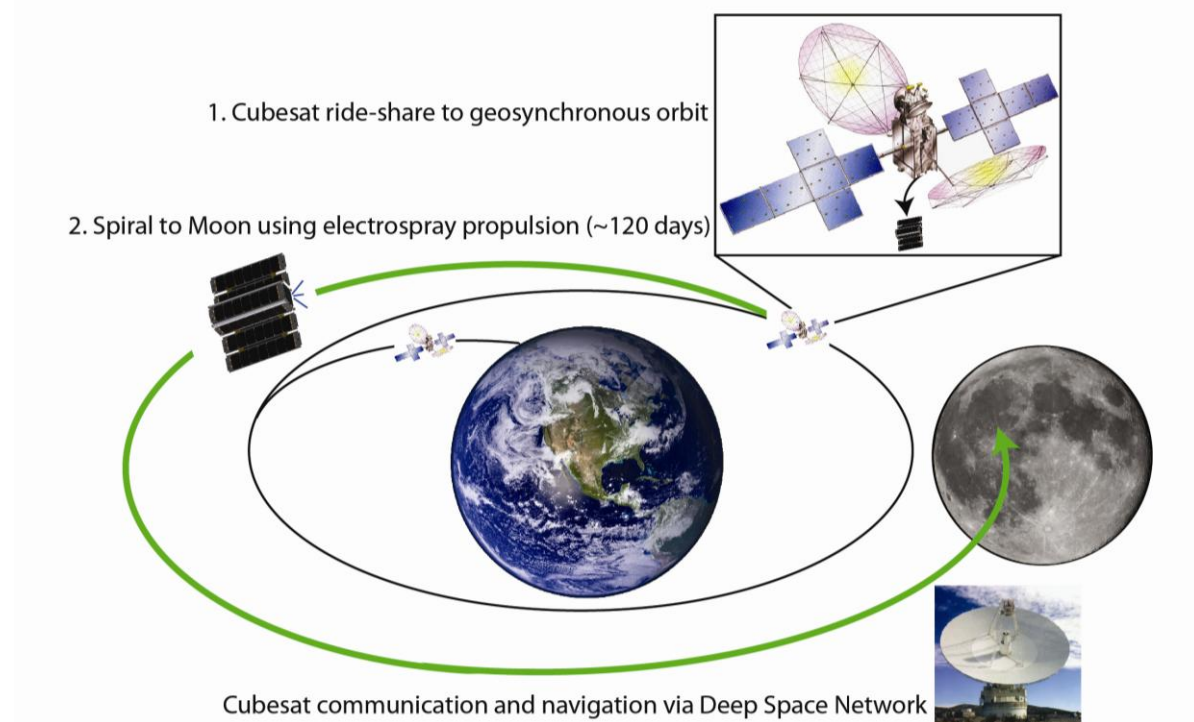 1. Cubesat ride-share to geosynchronous orbit
2. Spiral to Moon using electrospray propulsion (~120 days)
Cubesat communication and navigation via Deep Space Network